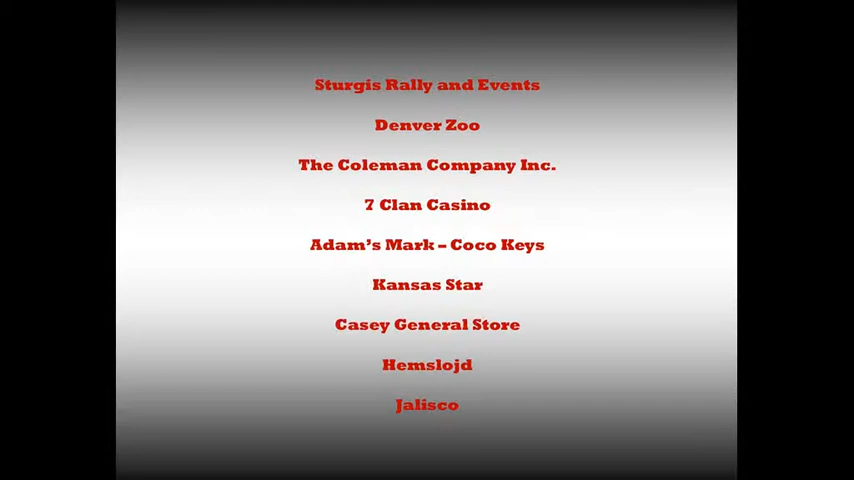 Sturgis Rally and Events
Denver Zoo
The Coleman Company Inc.
7 Clan Casino
Adam's Mark – Coco Keys
Kansas Star
Casey General Store
Hemslojd
Jalisco